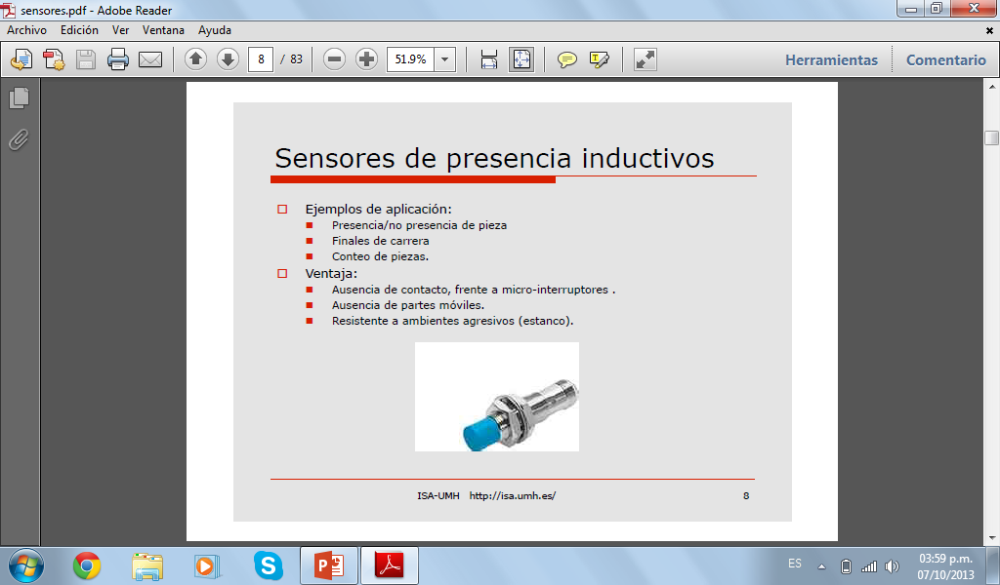 sensores.pdf - Adobe Reader
Archivo Edición Ver Ventana Ayuda
8 / 83 51.9% Herramientas Comentario
Sensores de presencia inductivos
Ejemplos de aplicación:
Presencia/no presencia de pieza
Finales de carrera
Conteo de piezas.
Ventaja:
Ausencia de contacto, frente a micro-interruptores .
Ausencia de partes móviles.
Resistente a ambientes agresivos (estanco).
ISA-UMH http://isa.umh.es/ 8
ES 03:59 p.m.
07/10/2013